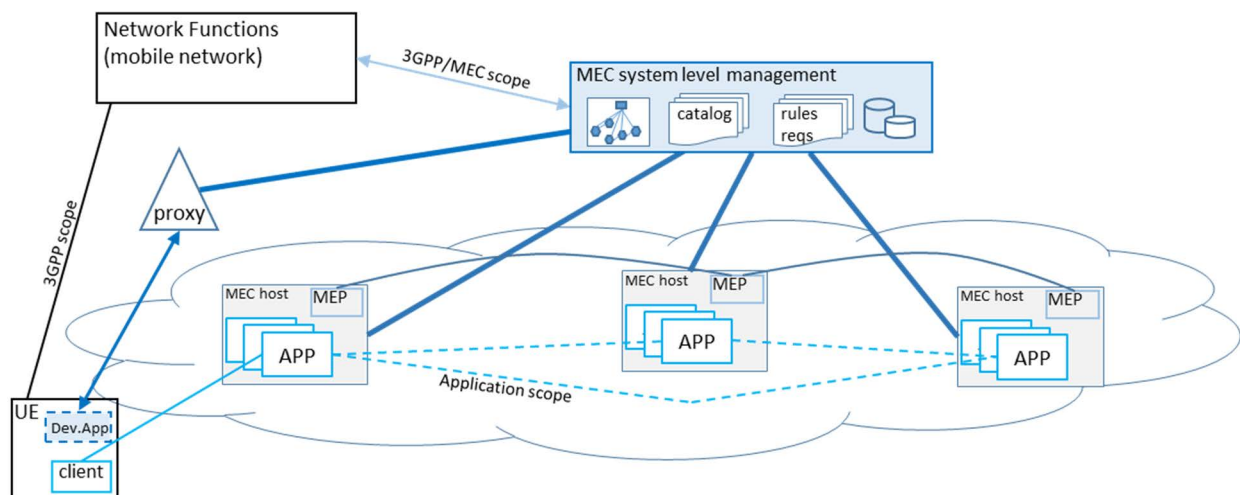 Network Functions
(mobile network)
3GPP/MEC scope
MEC system level management
catalog
rules
reqs
proxy
3GPP scope
MEC host
MEP
APP
MEC host
MEP
APP
MEC host
MEP
APP
Application scope
UE
Dev.App
client